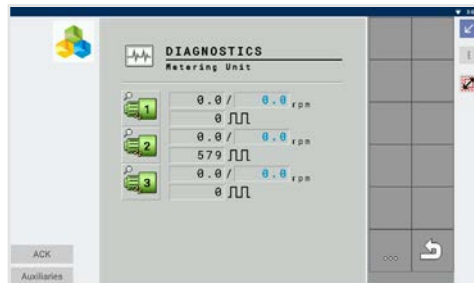 DIAGNOSTICS
Metering Unit
1
0.0/ 0.0 rpm
0
2
0.0/ 0.0 rpm
579
3
0.0/ 0.0 rpm
0
ACK
Auxiliaries